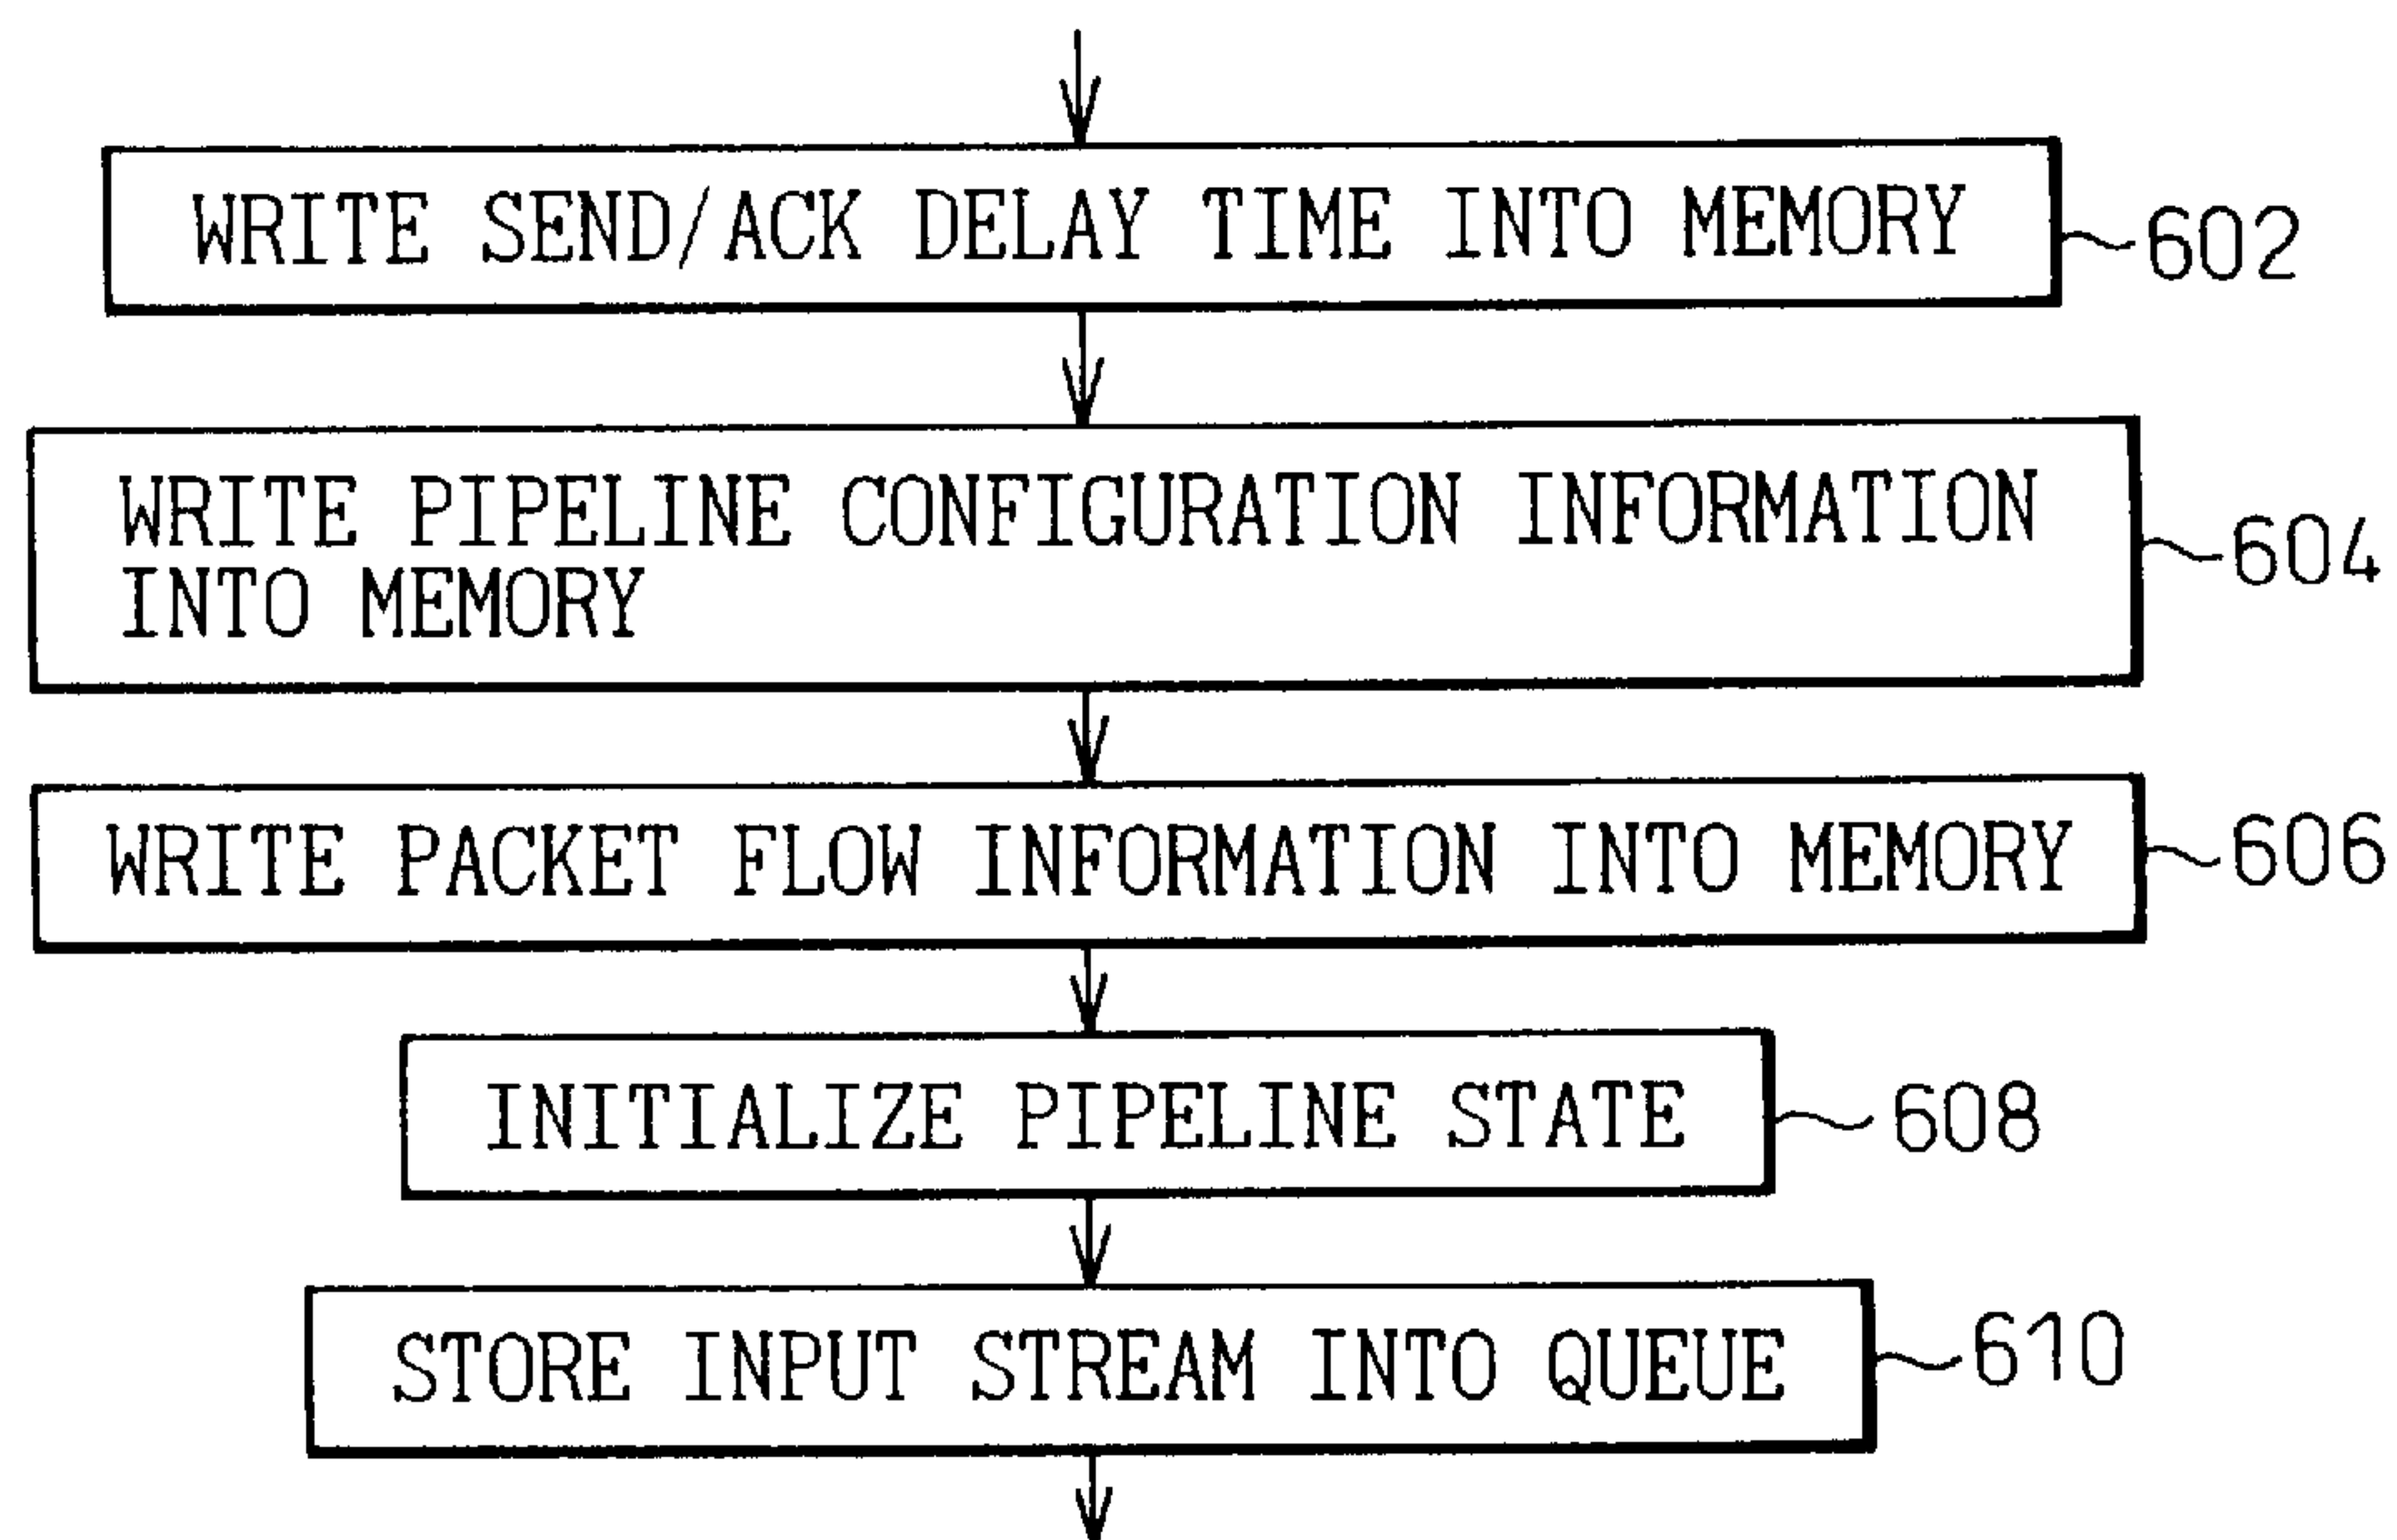 WRITE SEND/ACK DELAY TIME INTO MEMORY
602
WRITE PIPELINE CONFIGURATION INFORMATION
INTO MEMORY
604
WRITE PACKET FLOW INFORMATION INTO MEMORY
606
INITIALIZE PIPELINE STATE
608
STORE INPUT STREAM INTO QUEUE
610